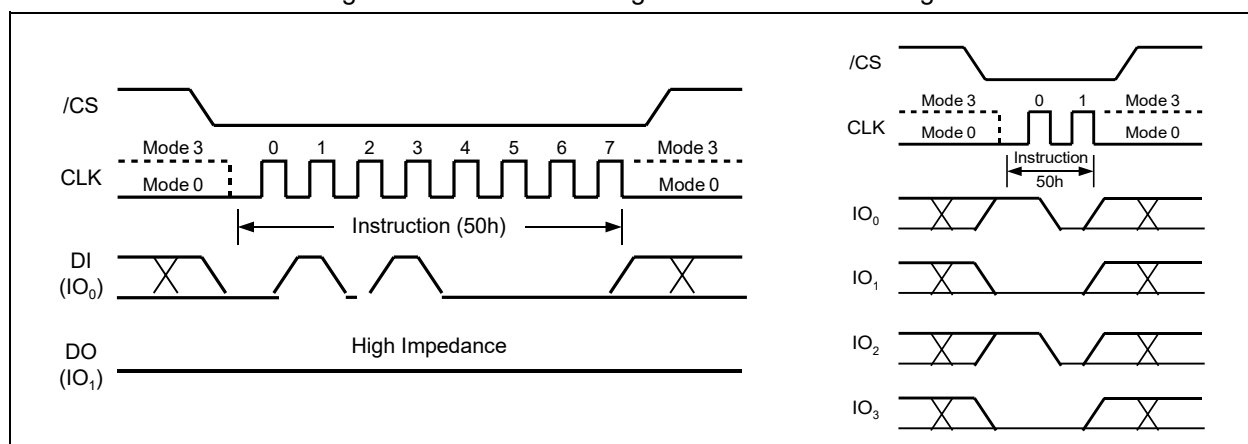 /CS
Mode 3
0 1 2 3 4 5 6 7
Mode 3
CLK
Mode 0
Mode 0
Instruction (50h)
DI
(IO0)
High Impedance
DO
(IO1)
/CS
Mode 3
0 1
Mode 3
CLK
Mode 0
Mode 0
Instruction
50h
IO0
IO1
IO2
IO3